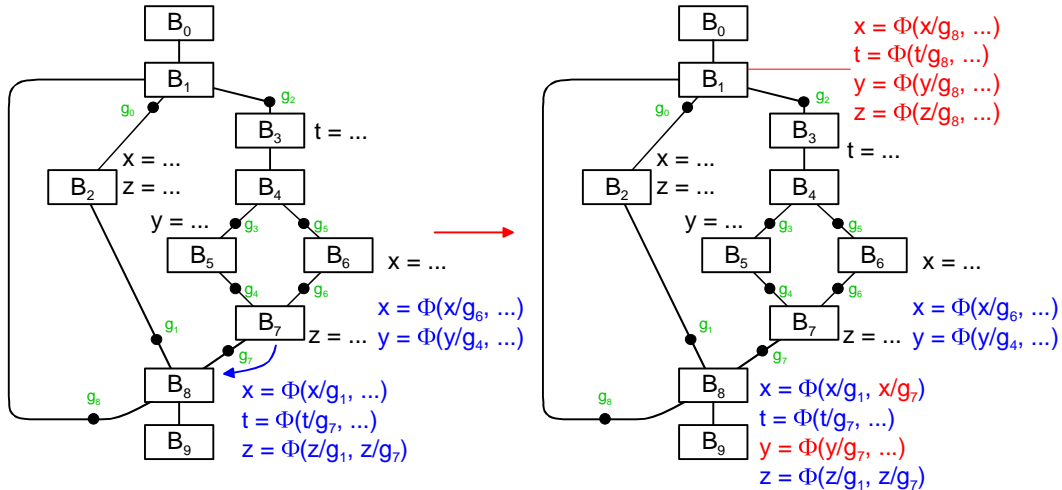 B₀
B₁
g₀
g₂
B₃
t = ...
x = ...
B₂
z = ...
B₄
y = ...
g₃
g₅
B₅
B₆
x = ...
g₄
g₆
B₇
z = ...
x = Φ(x/g₆, ...)
y = Φ(y/g₄, ...)
g₁
g₇
B₈
g₈
x = Φ(x/g₁, ...)
t = Φ(t/g₇, ...)
z = Φ(z/g₁, z/g₇)
B₉
B₀
x = Φ(x/g₈, ...)
t = Φ(t/g₈, ...)
y = Φ(y/g₈, ...)
z = Φ(z/g₈, ...)
B₁
g₀
g₂
B₃
t = ...
x = ...
B₂
z = ...
B₄
y = ...
g₃
g₅
B₅
B₆
x = ...
g₄
g₆
B₇
z = ...
x = Φ(x/g₆, ...)
y = Φ(y/g₄, ...)
g₁
g₇
B₈
g₈
x = Φ(x/g₁, x/g₇)
t = Φ(t/g₇, ...)
B₉
y = Φ(y/g₇, ...)
z = Φ(z/g₁, z/g₇)